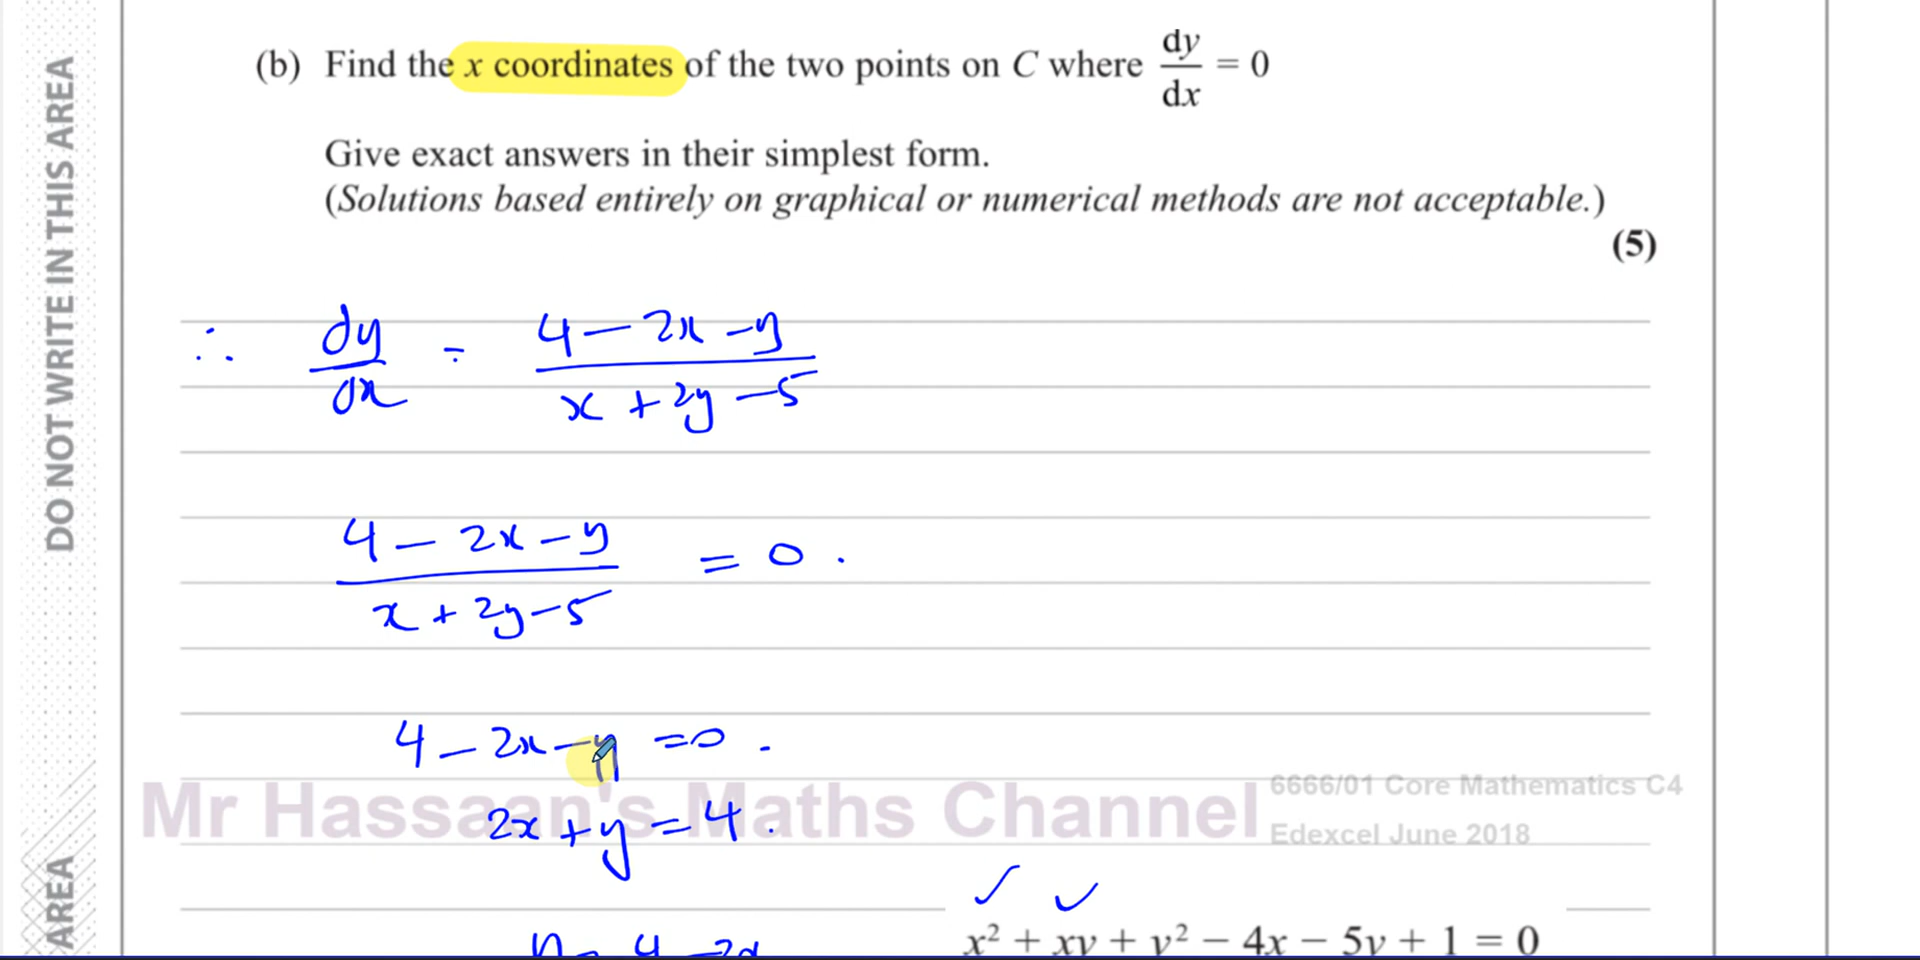 DO NOT WRITE IN THIS AREA
AREA
(b) Find the x coordinates of the two points on C where dy/dx = 0
Give exact answers in their simplest form.
(Solutions based entirely on graphical or numerical methods are not acceptable.)
(5)
∴ dy/dx = (4 - 2x - y)/(x + 2y - 5)
(4 - 2x - y)/(x + 2y - 5) = 0.
4 - 2x - y = 0.
Mr Hassaan's Maths Channel
6666/01 Core Mathematics C4
Edexcel June 2018
2x + y = 4.
✓ ✓
y = 4 - 2x
x² + xy + y² − 4x − 5y + 1 = 0